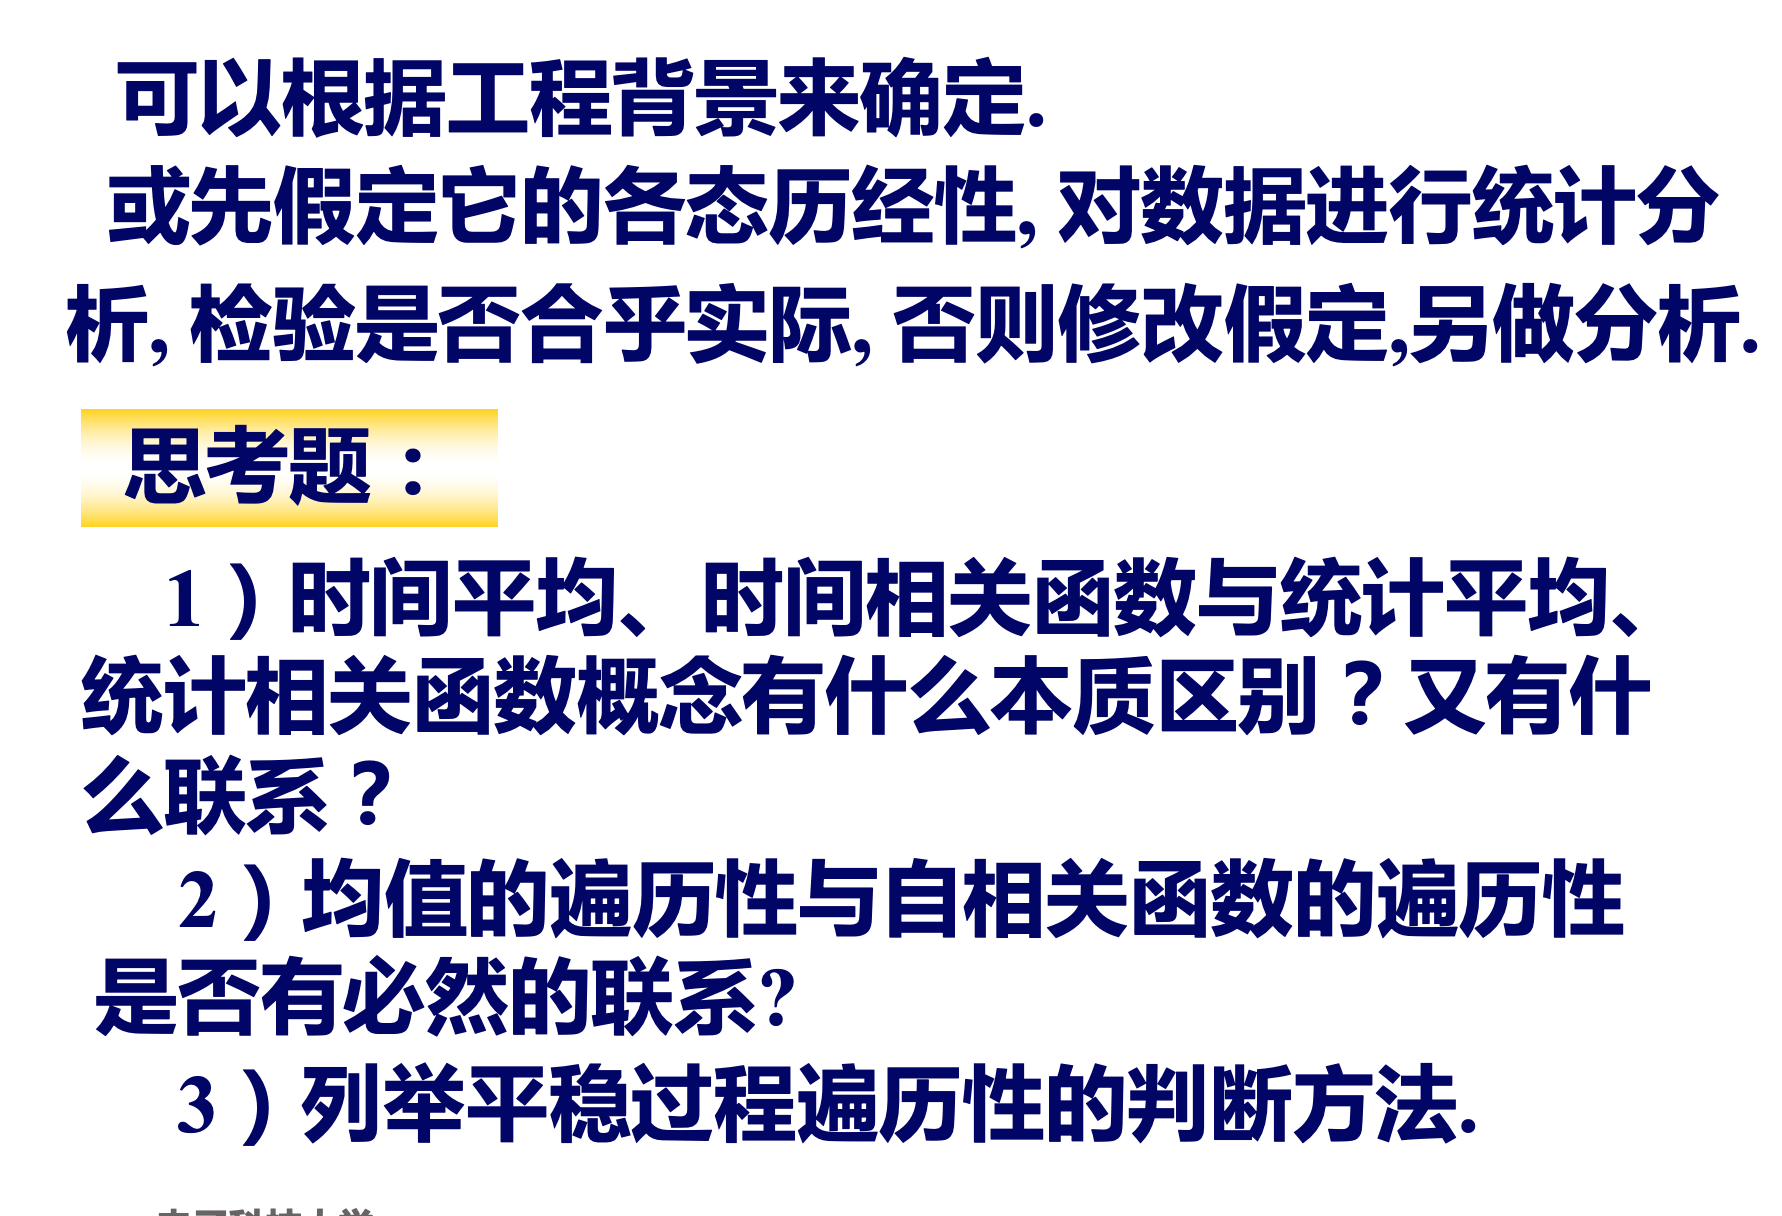 可以根据工程背景来确定.
或先假定它的各态历经性, 对数据进行统计分
析, 检验是否合乎实际, 否则修改假定,另做分析.
思考题：
1）时间平均、时间相关函数与统计平均、
统计相关函数概念有什么本质区别？又有什
么联系？
2）均值的遍历性与自相关函数的遍历性
是否有必然的联系?
3）列举平稳过程遍历性的判断方法.